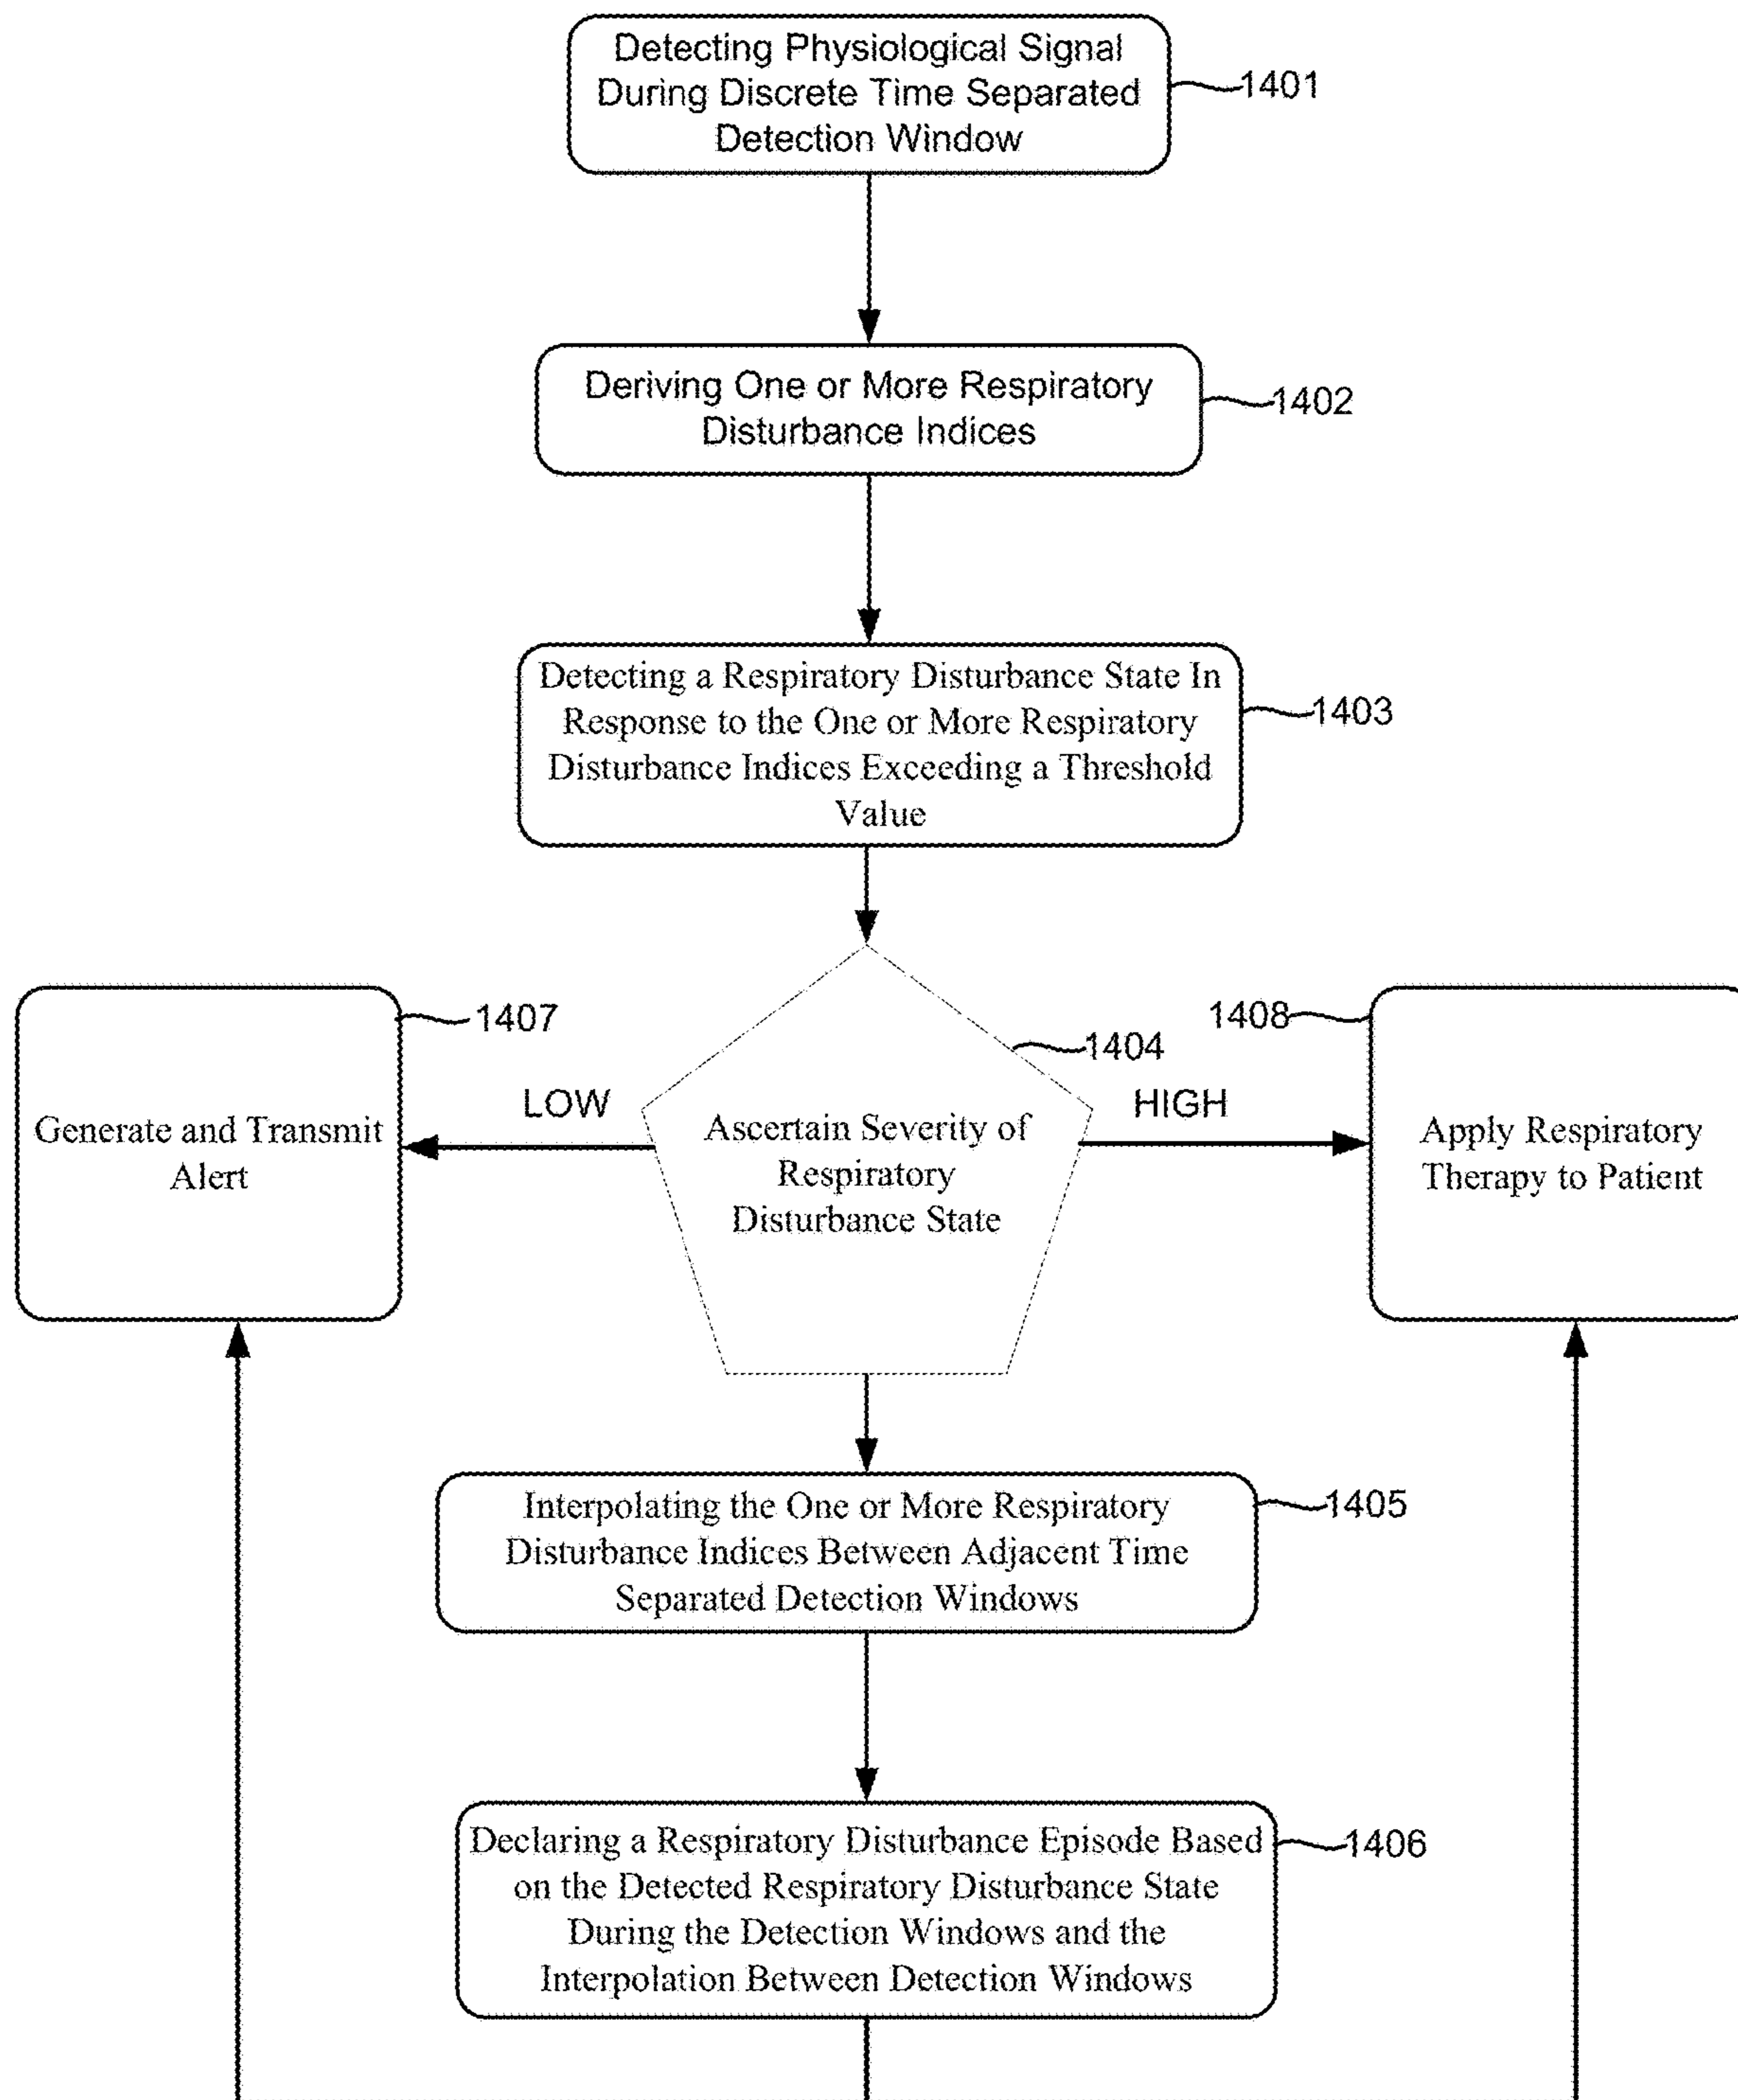 Detecting Physiological Signal
During Discrete Time Separated
Detection Window
1401
Deriving One or More Respiratory
Disturbance Indices
1402
Detecting a Respiratory Disturbance State In
Response to the One or More Respiratory
Disturbance Indices Exceeding a Threshold
Value
1403
1407
1408
1404
LOW
HIGH
Generate and Transmit
Alert
Ascertain Severity of
Respiratory
Disturbance State
Apply Respiratory
Therapy to Patient
Interpolating the One or More Respiratory
Disturbance Indices Between Adjacent Time
Separated Detection Windows
1405
Declaring a Respiratory Disturbance Episode Based
on the Detected Respiratory Disturbance State
During the Detection Windows and the
Interpolation Between Detection Windows
1406